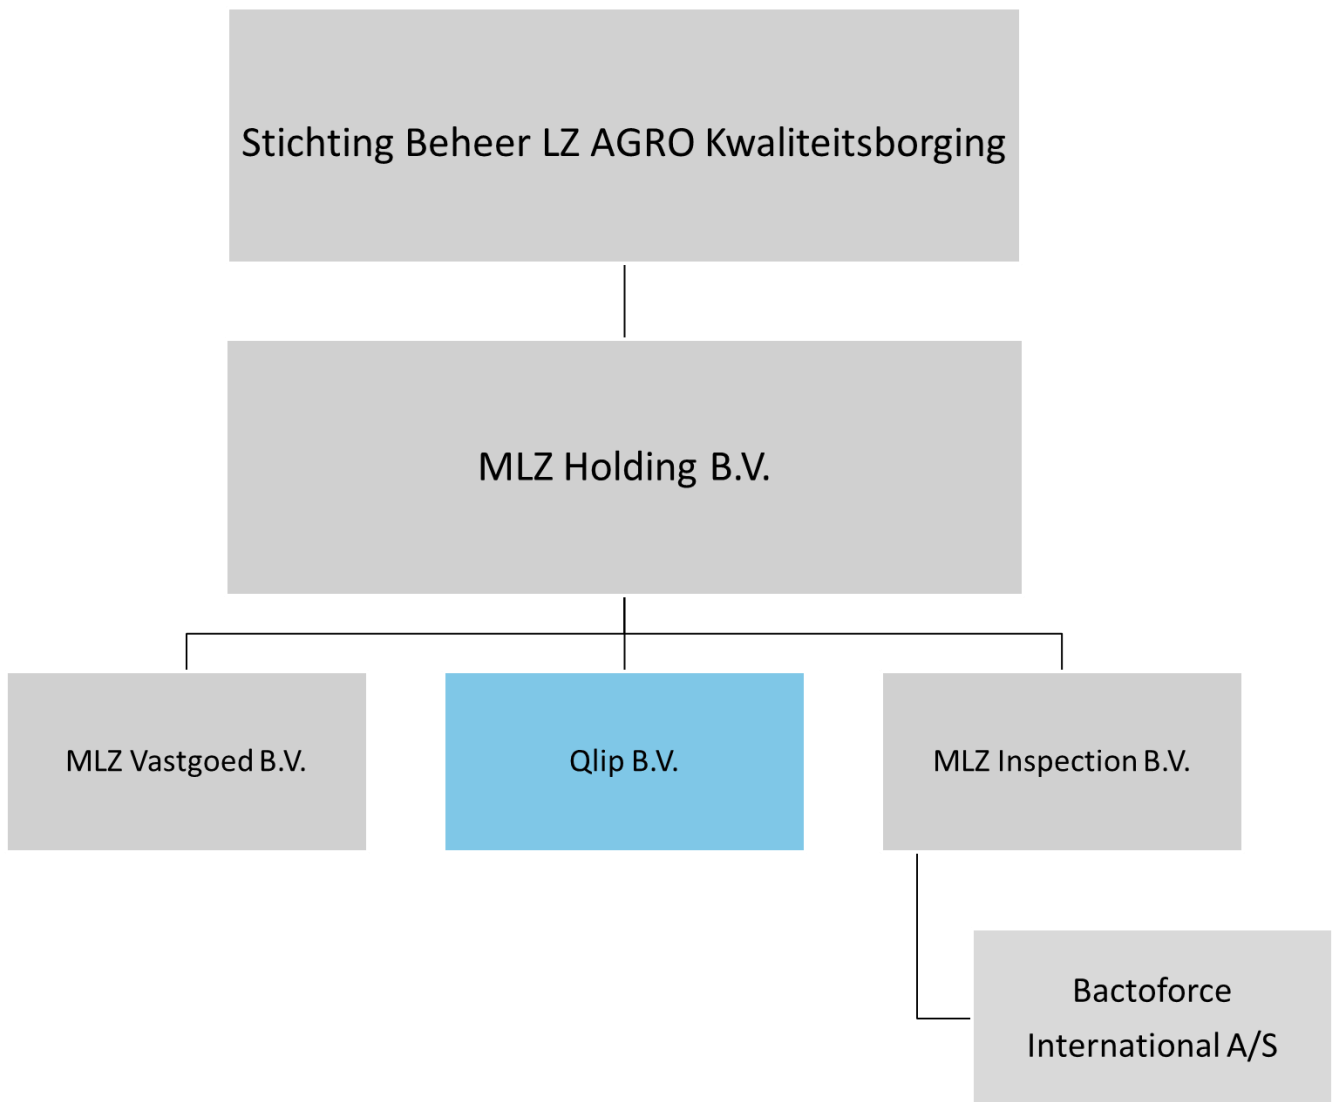 Stichting Beheer LZ AGRO Kwaliteitsborging
MLZ Holding B.V.
MLZ Vastgoed B.V.
Qlip B.V.
MLZ Inspection B.V.
Bactoforce
International A/S